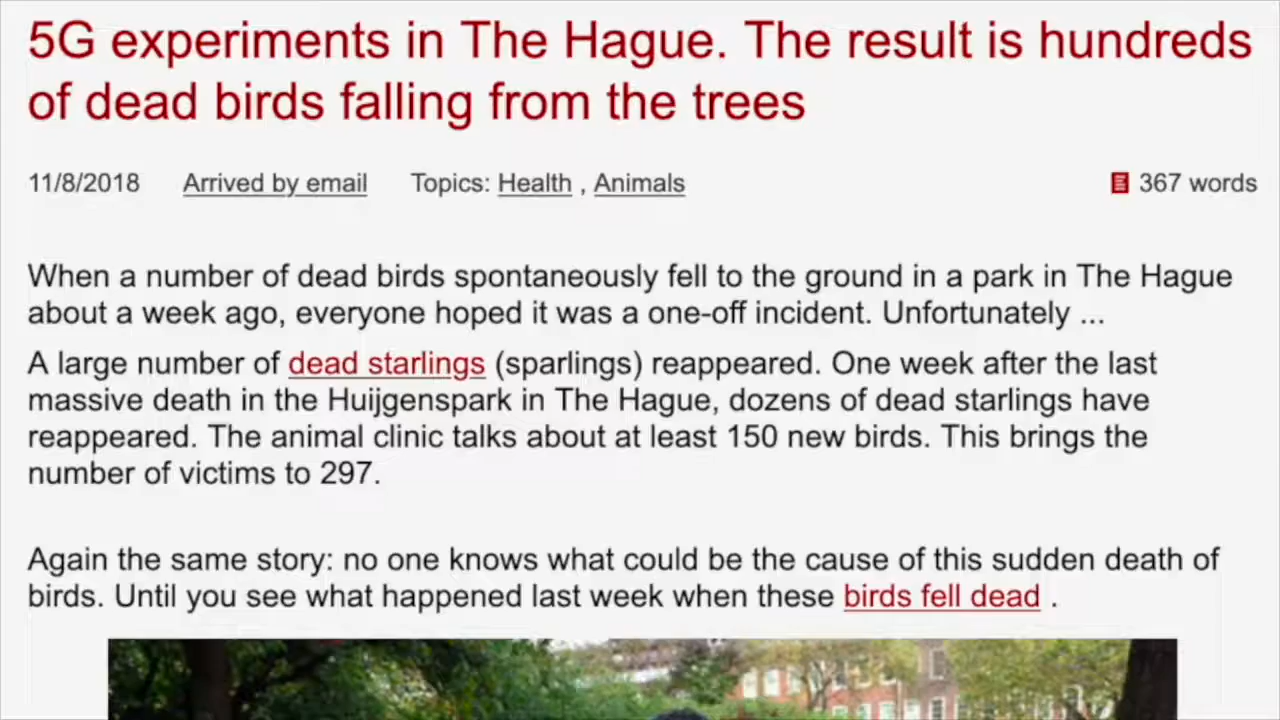 5G experiments in The Hague. The result is hundreds
of dead birds falling from the trees
11/8/2018 Arrived by email Topics: Health , Animals 367 words
When a number of dead birds spontaneously fell to the ground in a park in The Hague
about a week ago, everyone hoped it was a one-off incident. Unfortunately ...
A large number of dead starlings (sparlings) reappeared. One week after the last
massive death in the Huijgenspark in The Hague, dozens of dead starlings have
reappeared. The animal clinic talks about at least 150 new birds. This brings the
number of victims to 297.
Again the same story: no one knows what could be the cause of this sudden death of
birds. Until you see what happened last week when these birds fell dead .